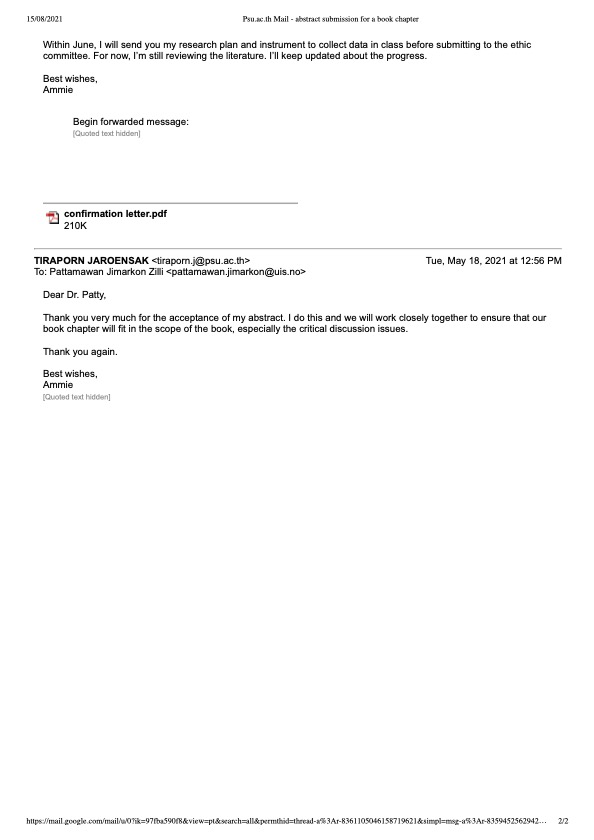 15/08/2021 Psu.ac.th Mail - abstract submission for a book chapter
Within June, I will send you my research plan and instrument to collect data in class before submitting to the ethic
committee. For now, I'm still reviewing the literature. I'll keep updated about the progress.
Best wishes,
Ammie
Begin forwarded message:
[Quoted text hidden]
confirmation letter.pdf
210K
TIRAPORN JAROENSAK <tiraporn.j@psu.ac.th> Tue, May 18, 2021 at 12:56 PM
To: Pattamawan Jimarkon Zilli <pattamawan.jimarkon@uis.no>
Dear Dr. Patty,
Thank you very much for the acceptance of my abstract. I do this and we will work closely together to ensure that our
book chapter will fit in the scope of the book, especially the critical discussion issues.
Thank you again.
Best wishes,
Ammie
[Quoted text hidden]
https://mail.google.com/mail/u/0?ik=97fba590f8&view=pt&search=all&permthid=thread-a%3Ar-8361105046158719621&simpl=msg-a%3Ar-8359452562942… 2/2